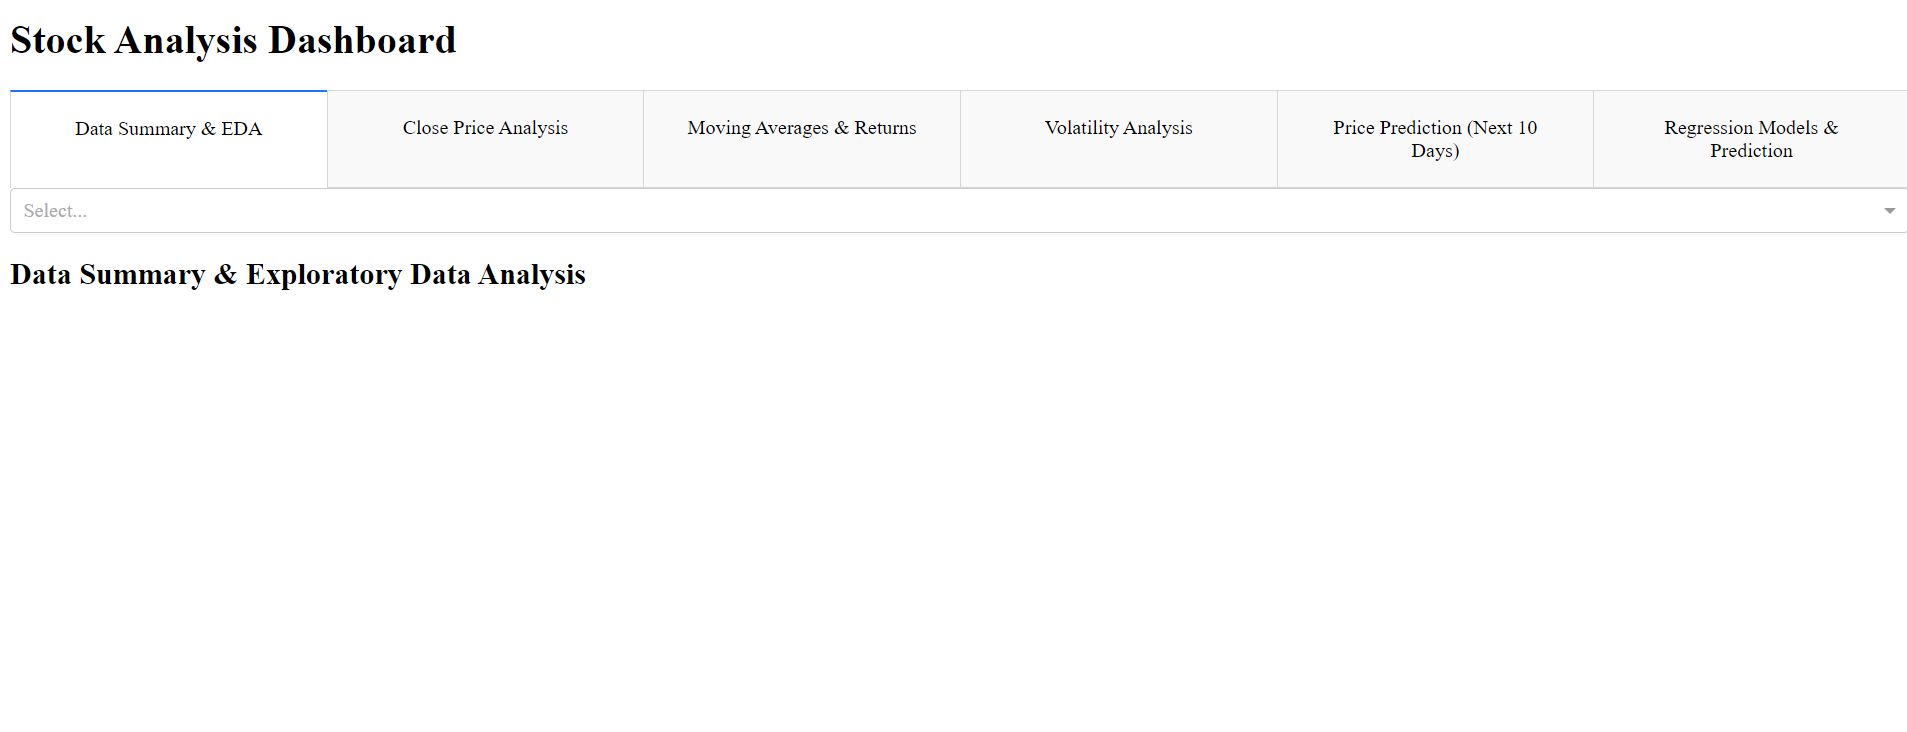 Stock Analysis Dashboard
Data Summary & EDA
Close Price Analysis
Moving Averages & Returns
Volatility Analysis
Price Prediction (Next 10
Days)
Regression Models &
Prediction
Select...
Data Summary & Exploratory Data Analysis